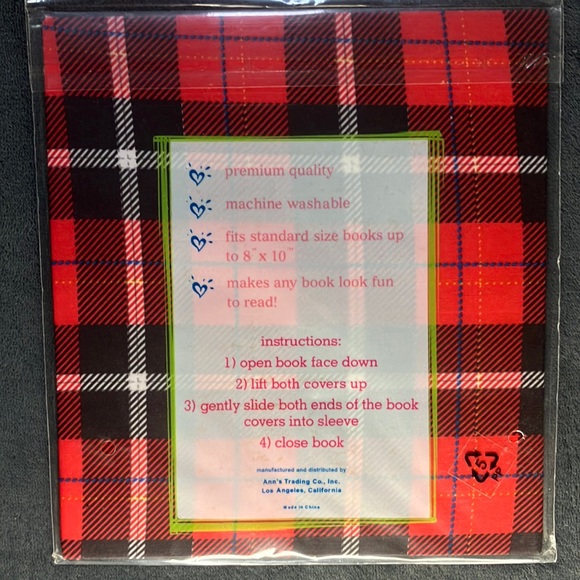 premium quality
machine washable
fits standard size books up
to 8" x 10"
makes any book look fun
to read!
instructions:
1) open book face down
2) lift both covers up
3) gently slide both ends of the book
covers into sleeve
4) close book
manufactured and distributed by
Ann's Trading Co., Inc.
Los Angeles, California
Made in China
5